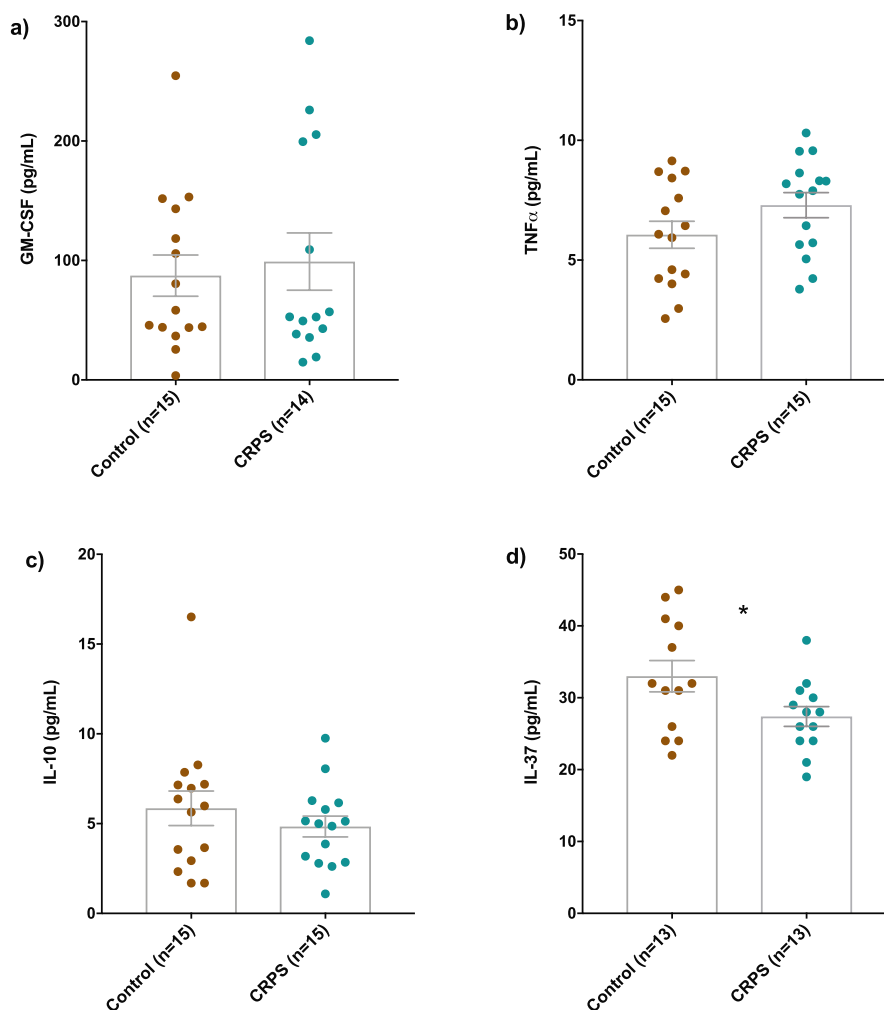 a)
GM-CSF (pg/mL)
300
200
100
0
Control (n=15)
CRPS (n=14)
b)
TNFα (pg/mL)
15
10
5
0
Control (n=15)
CRPS (n=15)
c)
IL-10 (pg/mL)
20
15
10
5
0
Control (n=15)
CRPS (n=15)
d)
IL-37 (pg/mL)
50
40
30
20
10
0
*
Control (n=13)
CRPS (n=13)